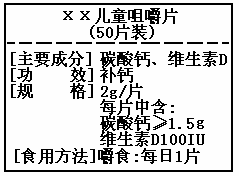 ××儿童咀嚼片
(50片装)
[主要成分] 碳酸钙、维生素D
[功 效] 补钙
[规 格] 2g/片
每片中含:
碳酸钙≥1.5g
维生素D100IU
[食用方法]嚼食:每日1片